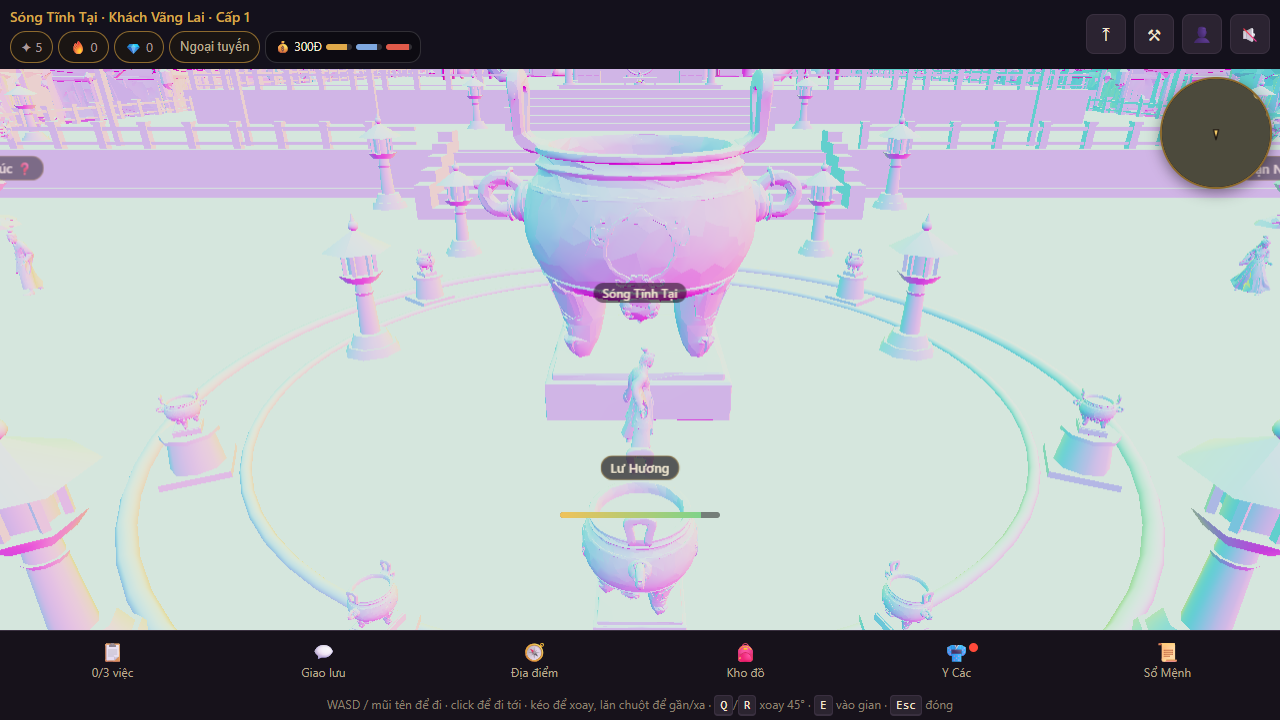 Sóng Tĩnh Tại · Khách Vãng Lai · Cấp 1
5
0
0
Ngoại tuyến
300Đ
úc ?
Sóng Tĩnh Tại
Lư Hương
0/3 việc
Giao lưu
Địa điểm
Kho đồ
Y Các
Sổ Mệnh
WASD / mũi tên để đi · click để đi tới · kéo để xoay, lăn chuột để gần/xa · Q / R xoay 45° · E vào gian · Esc đóng